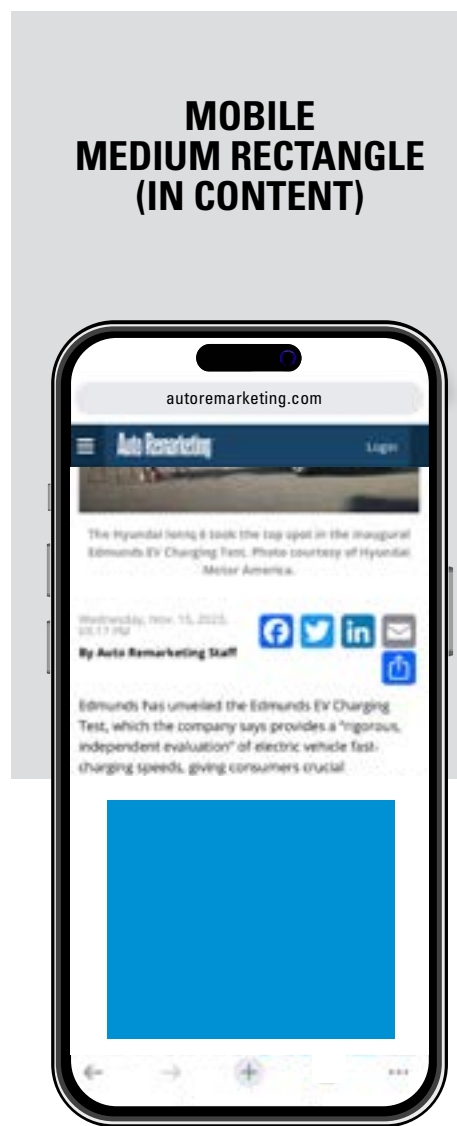 MOBILE
MEDIUM RECTANGLE
(IN CONTENT)
autoremarketing.com
Auto Remarketing
Login
The Hyundai Ioniq 6 took the top spot in the inaugural
Edmunds EV Charging Test. Photo courtesy of Hyundai
Motor America.
Wednesday, Nov. 15, 2023,
PM
By Auto Remarketing Staff
in
Edmunds has unveiled the Edmunds EV Charging
Test, which the company says provides a "rigorous,
independent evaluation" of electric vehicle fast-
charging speeds, giving consumers crucial